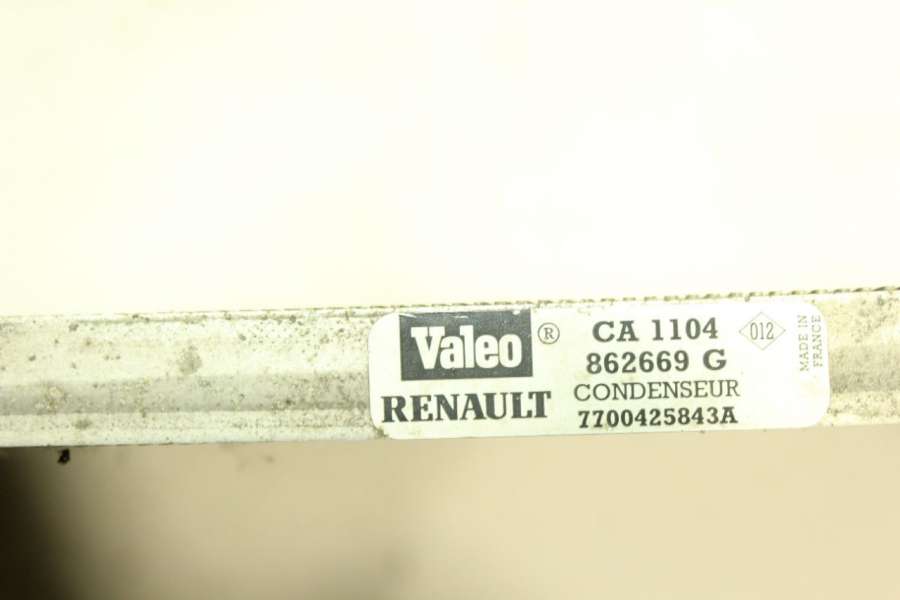 Valeo ®
RENAULT
CA 1104
862669 G
CONDENSEUR
7700425843A
012
MADE IN
FRANCE